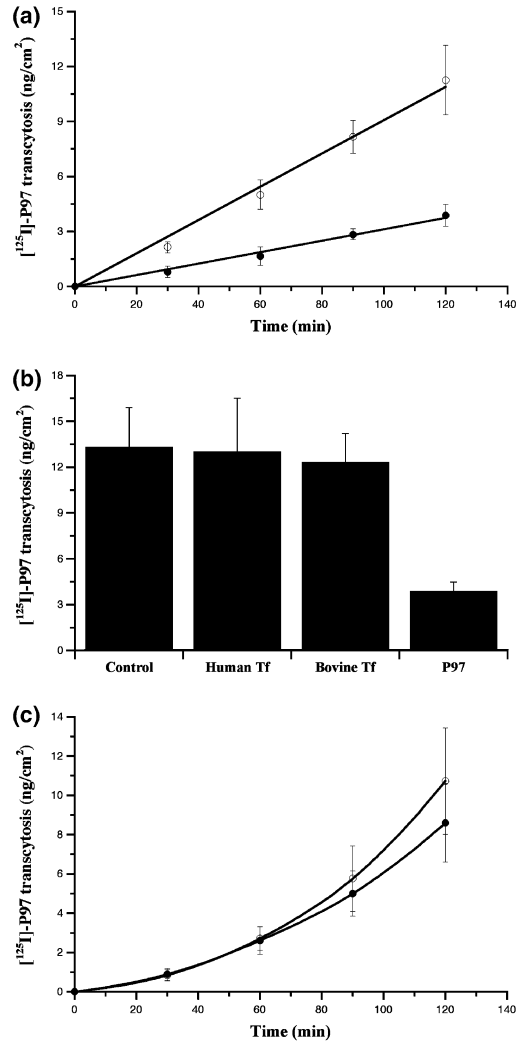 (a)
[¹²⁵I]-P97 transcytosis (ng/cm²)
15
12
9
6
3
0
0 20 40 60 80 100 120 140
Time (min)
(b)
[¹²⁵I]-P97 transcytosis (ng/cm²)
18
15
12
9
6
3
0
Control Human Tf Bovine Tf P97
(c)
[¹²⁵I]-P97 transcytosis (ng/cm²)
14
12
10
8
6
4
2
0
0 20 40 60 80 100 120 140
Time (min)